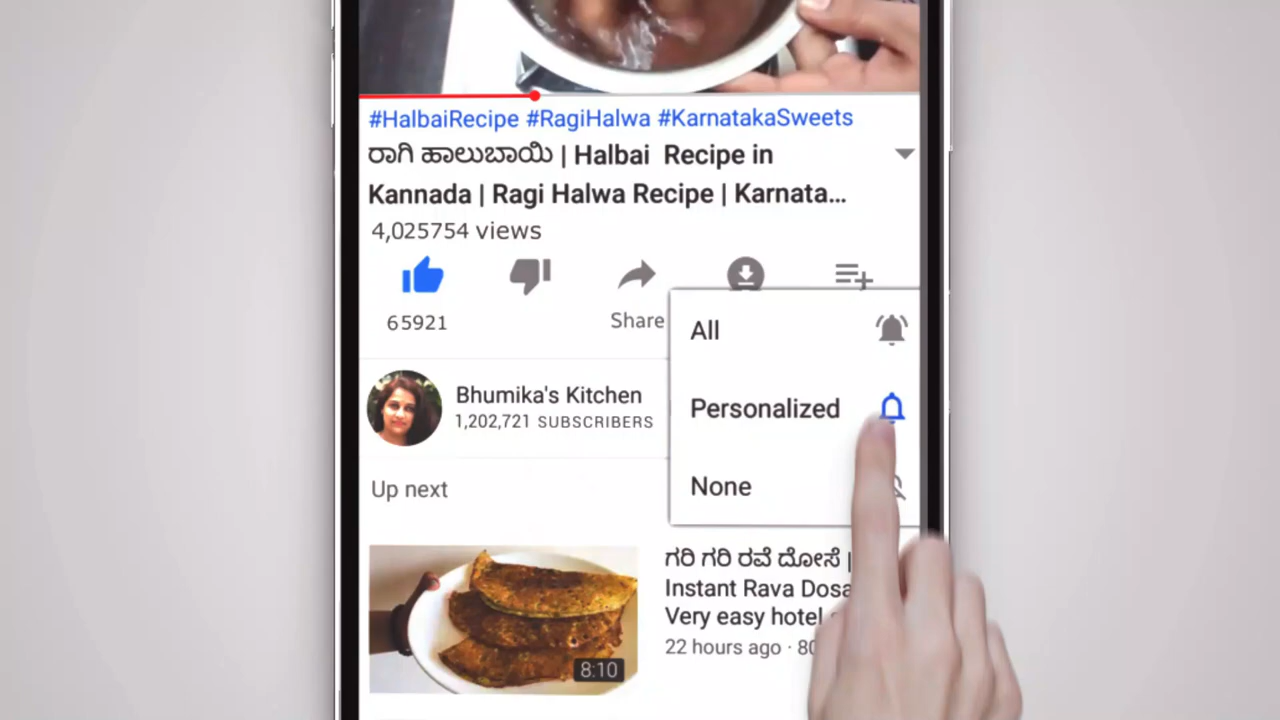 #HalbaiRecipe #RagiHalwa #KarnatakaSweets
ರಾಗಿ ಹಾಲುಬಾಯಿ | Halbai Recipe in
Kannada | Ragi Halwa Recipe | Karnata...
4,025754 views
65921
Share
All
Personalized
None
Bhumika's Kitchen
1,202,721 SUBSCRIBERS
Up next
8:10
ಗರಿ ಗರಿ ರವೆ ದೋಸೆ |
Instant Rava Dosa
Very easy hotel
22 hours ago · 80